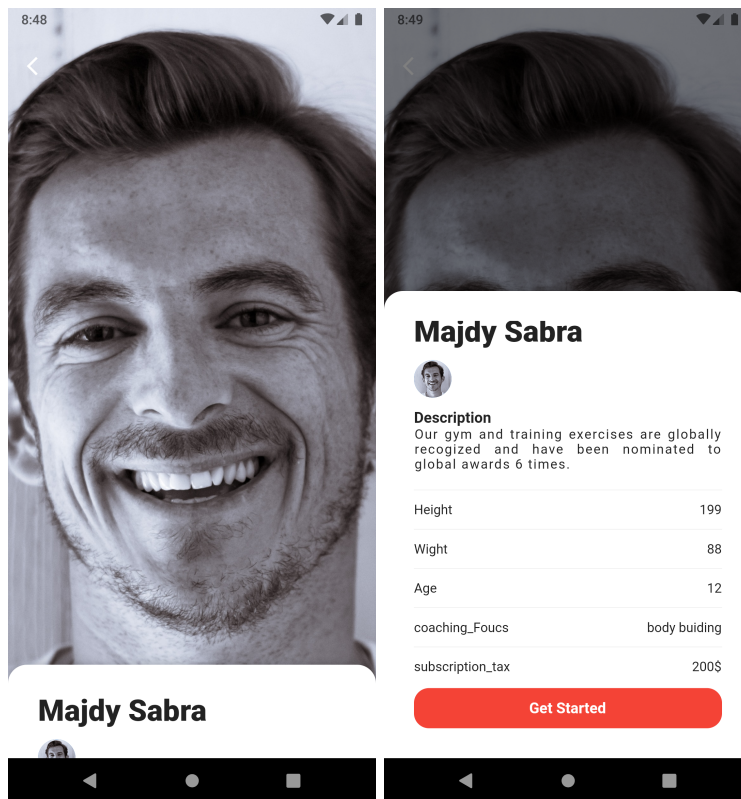 8:48
Majdy Sabra
8:49
Majdy Sabra
Description
Our gym and training exercises are globally
recogized and have been nominated to
global awards 6 times.
Height 199
Wight 88
Age 12
coaching_Foucs body buiding
subscription_tax 200$
Get Started